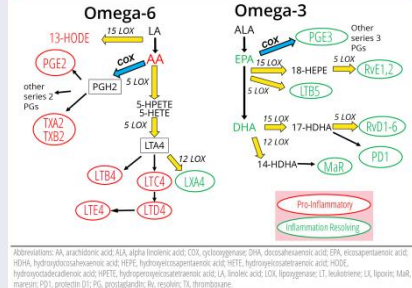 Omega-6
Omega-3
13-HODE
15 LOX
LA
PGE2
COX
AA
5 LOX
PGH2
other
series 2
PGs
5-HPETE
5-HETE
5 LOX
TXA2
TXB2
LTA4
12 LOX
LTB4
LTC4
LXA4
LTE4
LTD4
ALA
COX
PGE3
Other
series 3
PGs
EPA
15 LOX
18-HEPE
5 LOX
RvE1,2
5 LOX
LTB5
DHA
15 LOX
17-HDHA
5 LOX
RvD1-6
12 LOX
PD1
14-HDHA
MaR
Pro-Inflammatory
Inflammation Resolving
Abbreviations: AA, arachidonic acid; ALA, alpha linolenic acid; COX, cyclooxygenase; DHA, docosahexaenoic acid; EPA, eicosapentaenoic acid;
HDHA, hydroxydocosahexaenoic acid; HEPE, hydroxyeicosapentaenoic acid; HETE, hydroxyeicosatetraenoic acid; HODE,
hydroxyoctadecadienoic acid; HPETE, hydroperoxyeicosatetraenoic acid; LA, linoleic acid; LOX, lipoxygenase; LT, leukotriene; LX, lipoxin; MaR,
maresin; PD1, protectin D1; PG, prostaglandin; Rv, resolvin; TX, thromboxane.